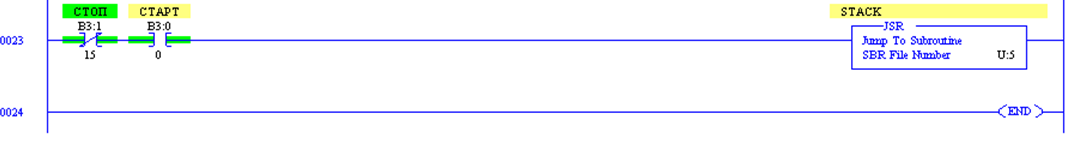 СТОП СТАРТ STACK
B3:1 B3:0 JSR
0023 Jump To Subroutine
15 0 SBR File Number U:5
0024 END